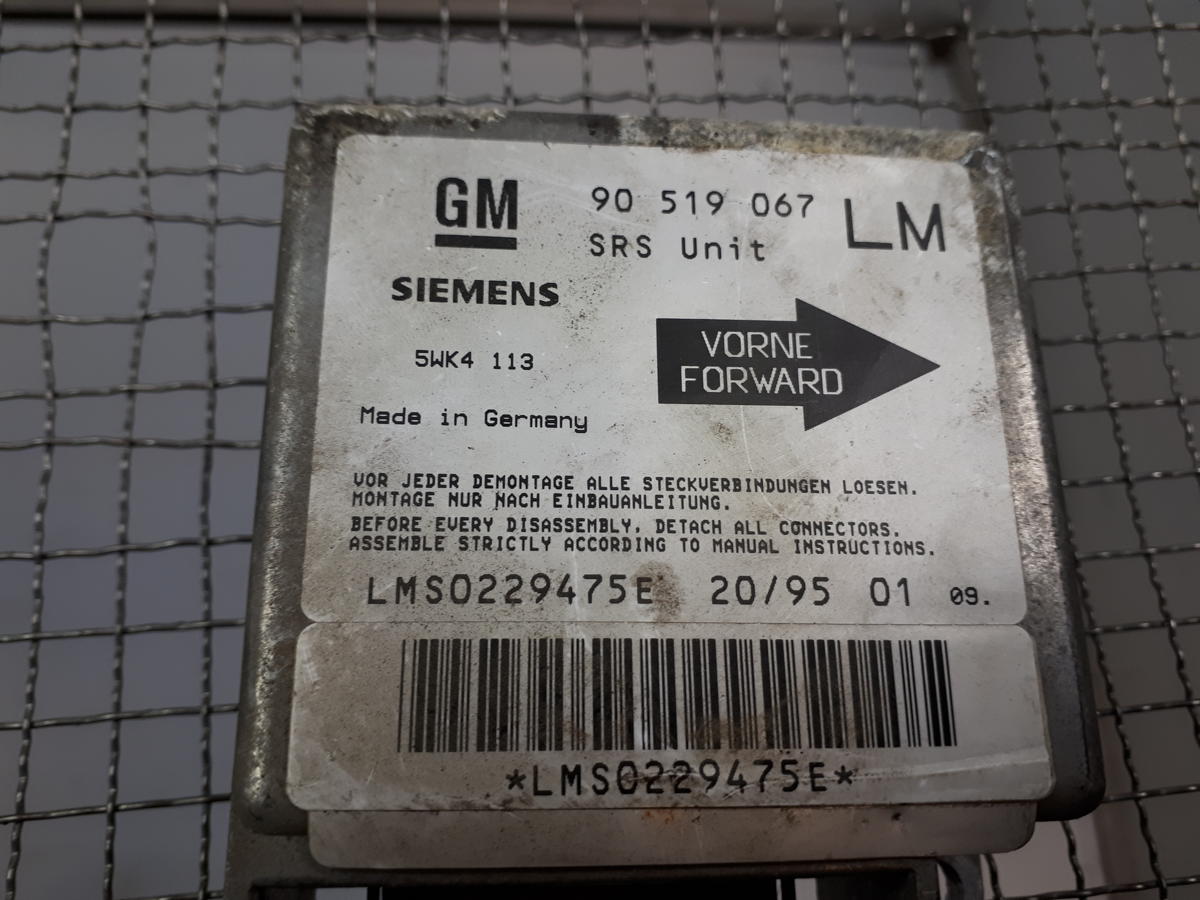 GM 90 519 067 LM
SRS Unit
SIEMENS
5WK4 113
VORNE
FORWARD
Made in Germany
VOR JEDER DEMONTAGE ALLE STECKVERBINDUNGEN LOESEN.
MONTAGE NUR NACH EINBAUANLEITUNG.
BEFORE EVERY DISASSEMBLY, DETACH ALL CONNECTORS.
ASSEMBLE STRICTLY ACCORDING TO MANUAL INSTRUCTIONS.
LMS0229475E 20/95 01 09.
*LMS0229475E*